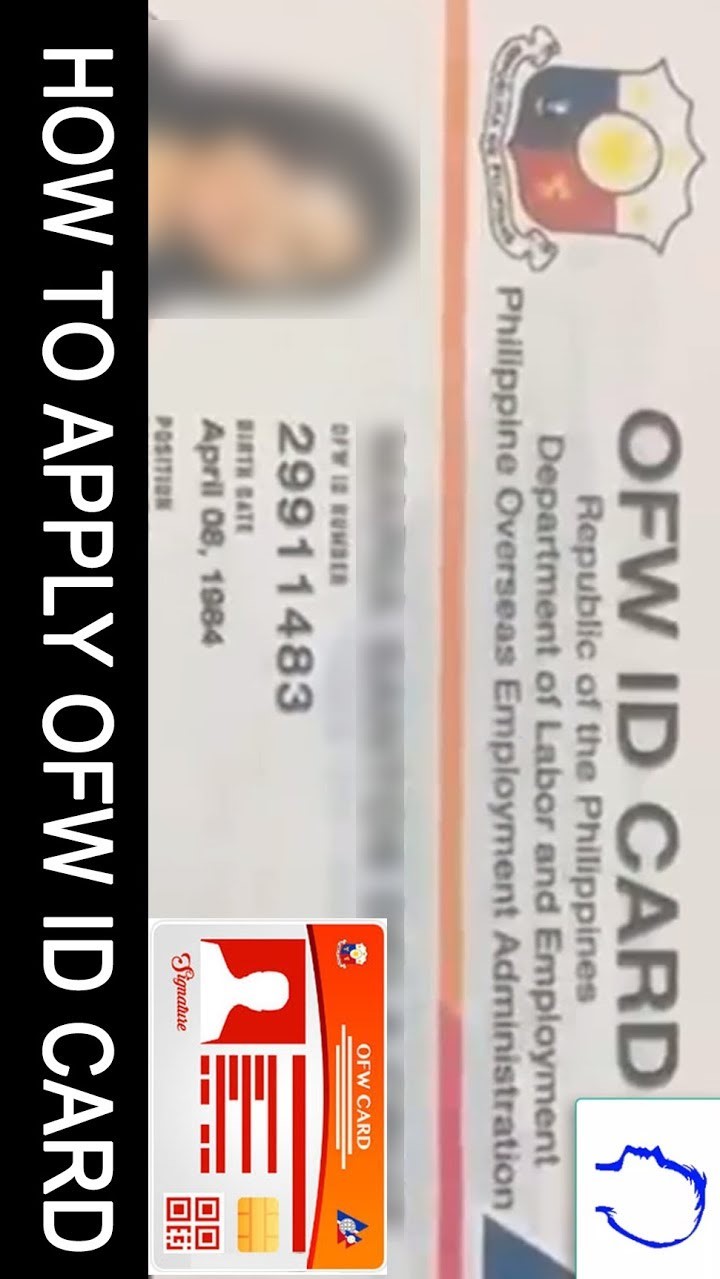 OFW ID CARD
Republic of the Philippines
Department of Labor and Employment
Philippine Overseas Employment Administration
OFW ID NUMBER
29911483
BIRTH DATE
April 08, 1984
POSITION
OFW CARD
Signature
HOW TO APPLY OFW ID CARD